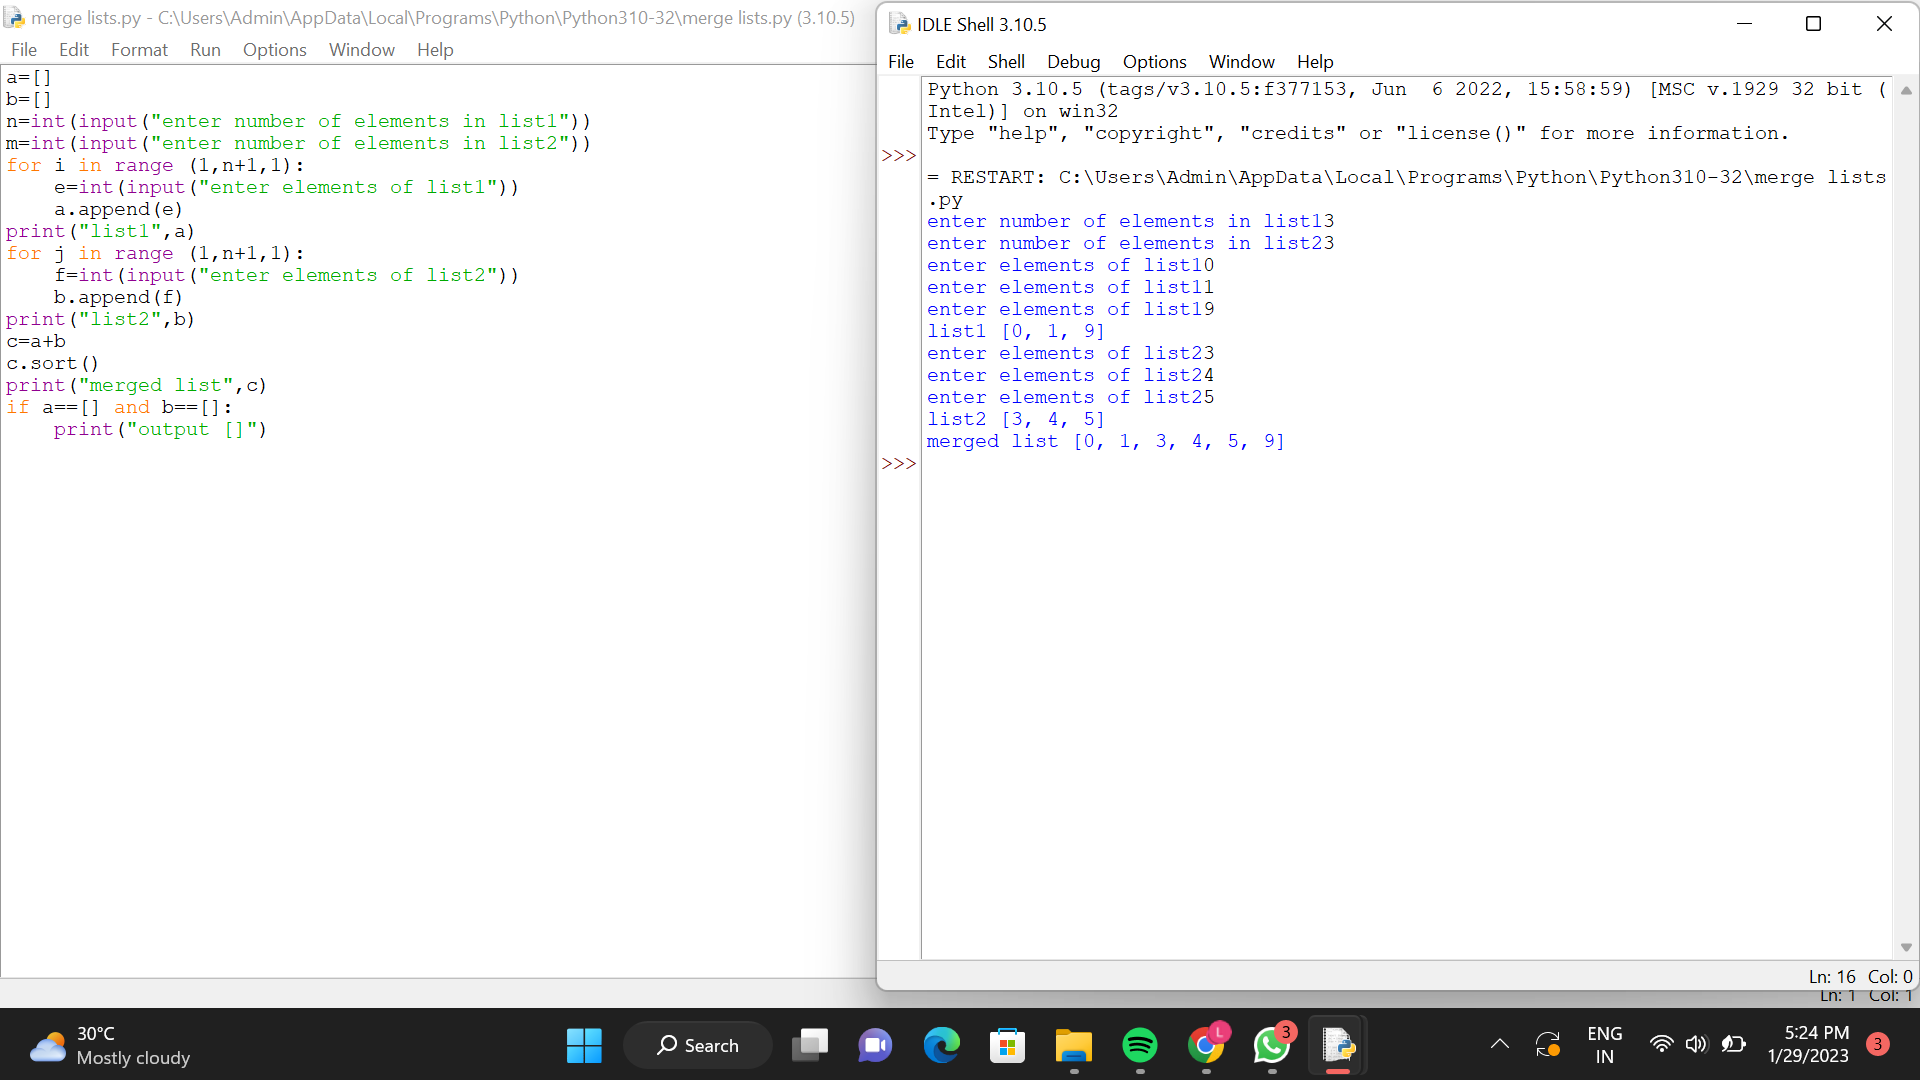 merge lists.py - C:\Users\Admin\AppData\Local\Programs\Python\Python310-32\merge lists.py (3.10.5)
File Edit Format Run Options Window Help
a=[]
b=[]
n=int(input("enter number of elements in list1"))
m=int(input("enter number of elements in list2"))
for i in range (1,n+1,1):
    e=int(input("enter elements of list1"))
    a.append(e)
print("list1",a)
for j in range (1,n+1,1):
    f=int(input("enter elements of list2"))
    b.append(f)
print("list2",b)
c=a+b
c.sort()
print("merged list",c)
if a==[] and b==[]:
    print("output []")
IDLE Shell 3.10.5
File Edit Shell Debug Options Window Help
Python 3.10.5 (tags/v3.10.5:f377153, Jun  6 2022, 15:58:59) [MSC v.1929 32 bit (
Intel)] on win32
Type "help", "copyright", "credits" or "license()" for more information.
>>>
= RESTART: C:\Users\Admin\AppData\Local\Programs\Python\Python310-32\merge lists
.py
enter number of elements in list13
enter number of elements in list23
enter elements of list10
enter elements of list11
enter elements of list19
list1 [0, 1, 9]
enter elements of list23
enter elements of list24
enter elements of list25
list2 [3, 4, 5]
merged list [0, 1, 3, 4, 5, 9]
>>>
Ln: 16 Col: 0
Ln: 1 Col: 1
30°C
Mostly cloudy
Search
L
3
ENG
IN
5:24 PM
1/29/2023
3